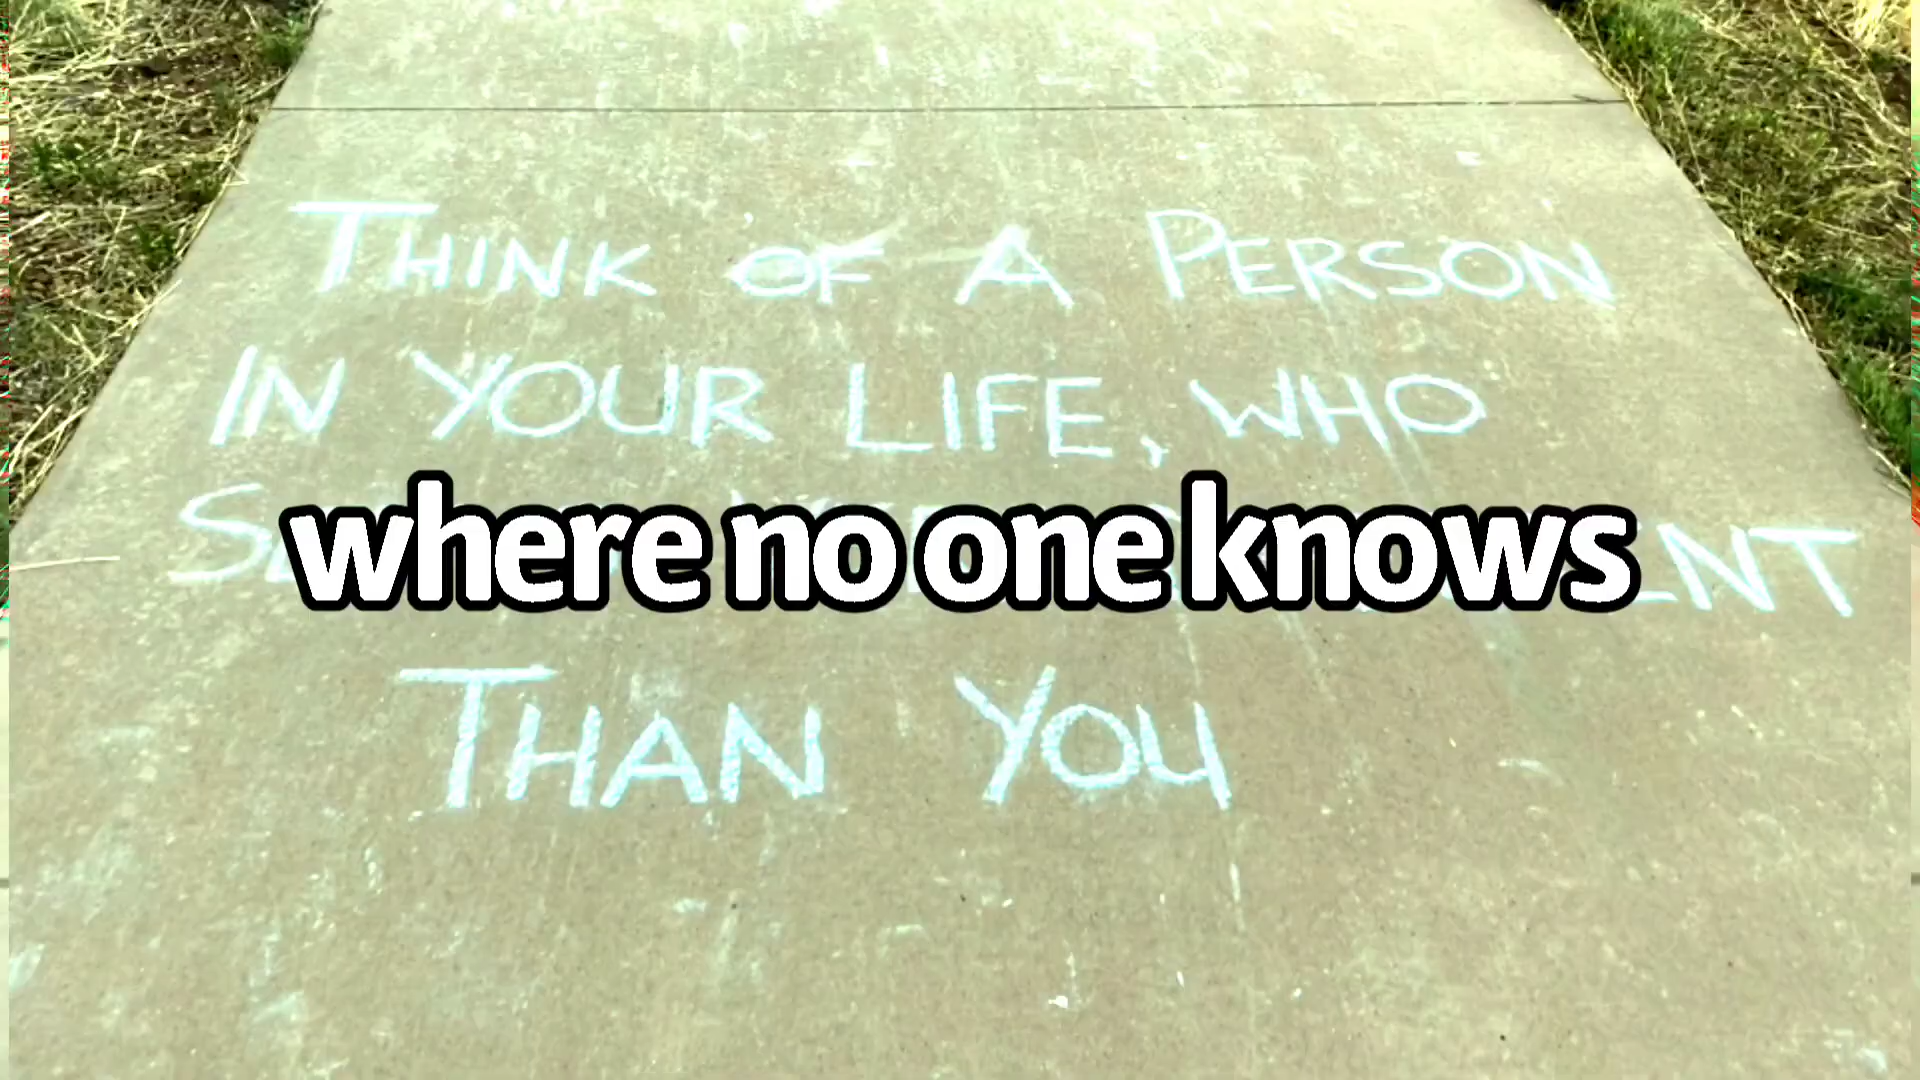 THINK OF A PERSON
IN YOUR LIFE, WHO
where no one knows
THAN YOU